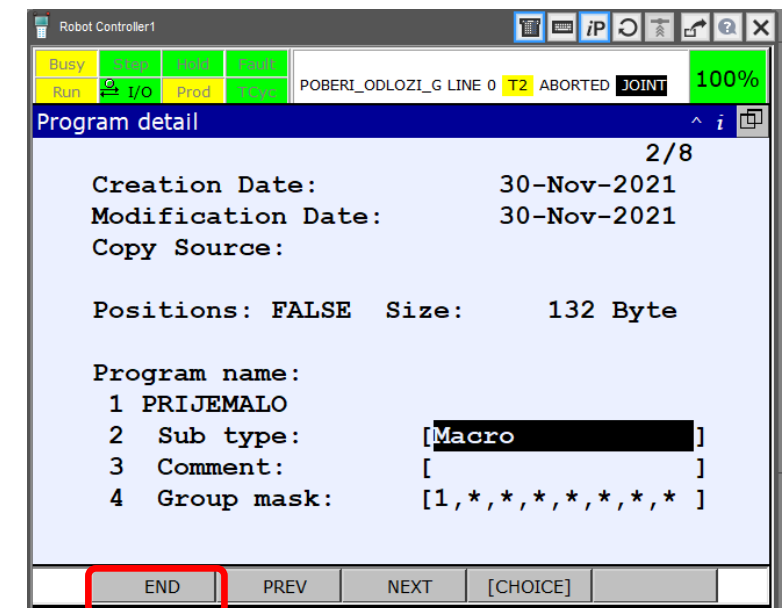 Robot Controller1 iP
Busy Step Hold Fault
Run I/O Prod TCyc POBERI_ODLOZI_G LINE 0 T2 ABORTED JOINT 100%
Program detail ^ i
2/8
Creation Date: 30-Nov-2021
Modification Date: 30-Nov-2021
Copy Source:
Positions: FALSE Size: 132 Byte
Program name:
1 PRIJEMALO
2 Sub type: [Macro ]
3 Comment: [ ]
4 Group mask: [1,*,*,*,*,*,*,* ]
END PREV NEXT [CHOICE]